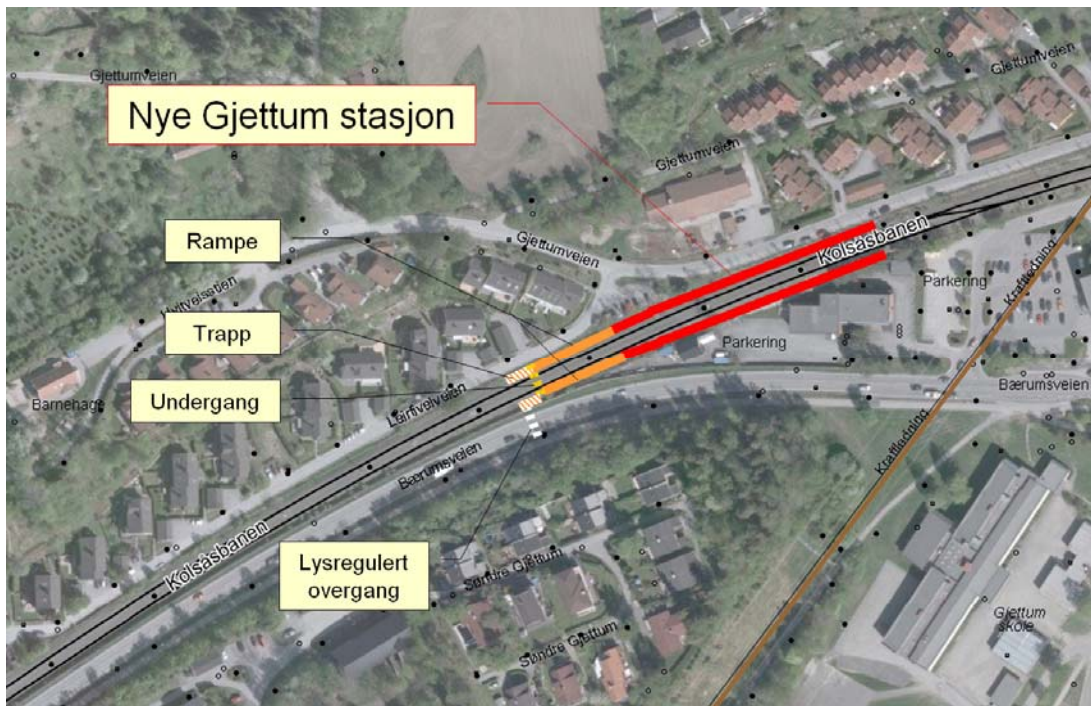 Gjettumveien
Gjettumveien
Nye Gjettum stasjon
Gjettumveien
Rampe
Gjettumveien
Kolsåsbanen
Kraftledning
Parkering
Trapp
Parkering
Bærumsveien
Undergang
Barnehage
Leirfivelveien
Bærumsveien
Kraftledning
Kolsåsbanen
Lysregulert
overgang
Søndre Gjettum
Gjettum
skole
Søndre Gjettum